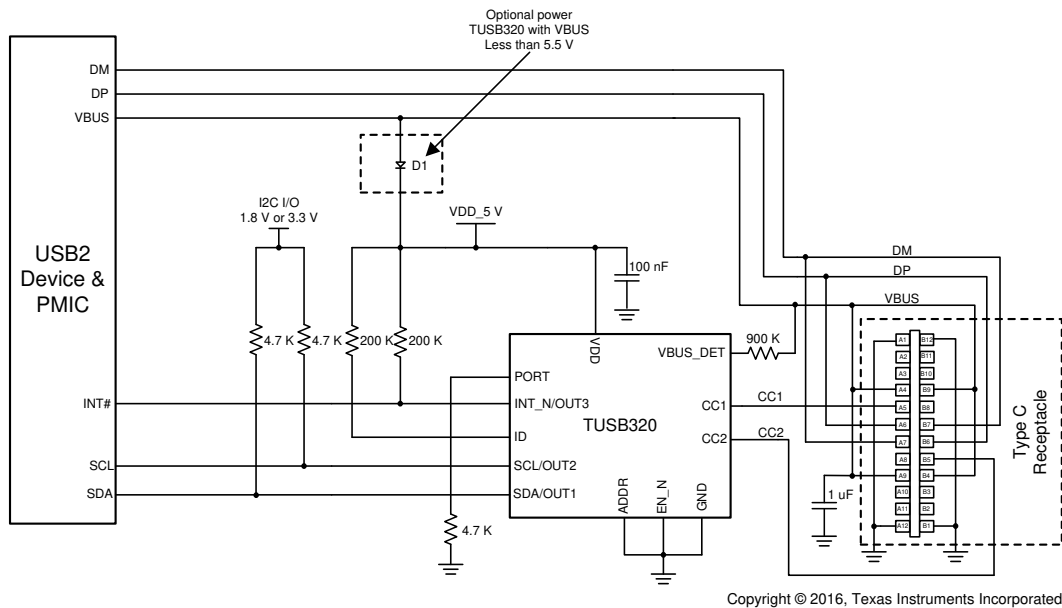 Optional power
TUSB320 with VBUS
Less than 5.5 V
DM
DP
VBUS
D1
I2C I/O
1.8 V or 3.3 V
VDD_5 V
USB2
Device &
PMIC
100 nF
DM
DP
VBUS
4.7 K
4.7 K
200 K
200 K
VDD
VBUS_DET
900 K
PORT
INT#
INT_N/OUT3
CC1
CC1
TUSB320
ID
CC2
CC2
SCL
SCL/OUT2
SDA
SDA/OUT1
ADDR
EN_N
GND
4.7 K
1 uF
A1
B12
A2
B11
A3
B10
A4
B9
A5
B8
A6
B7
A7
B6
A8
B5
A9
B4
A10
B3
A11
B2
A12
B1
Type C
Receptacle
Copyright © 2016, Texas Instruments Incorporated